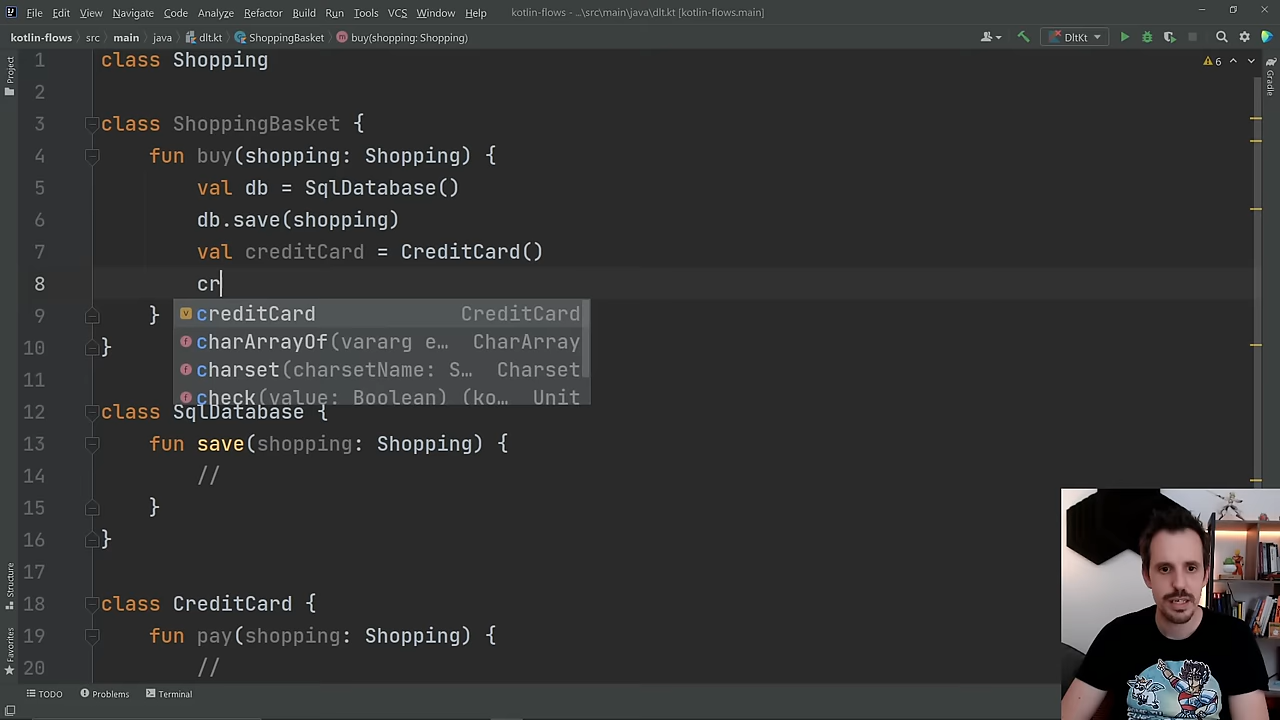 File Edit View Navigate Code Analyze Refactor Build Run Tools VCS Window Help kotlin-flows - ...\src\main\java\dlt.kt [kotlin-flows.main]
kotlin-flows src main java dlt.kt ShoppingBasket buy(shopping: Shopping) DltKt
Project
Gradle
6
1 class Shopping
2
3 class ShoppingBasket {
4 fun buy(shopping: Shopping) {
5 val db = SqlDatabase()
6 db.save(shopping)
7 val creditCard = CreditCard()
8 cr
creditCard CreditCard
charArrayOf(vararg e… CharArray
charset(charsetName: S… Charset
check(value: Boolean) (ko… Unit
9 }
10 }
11
12 class SqlDatabase {
13 fun save(shopping: Shopping) {
14 //
15 }
16 }
17
18 class CreditCard {
19 fun pay(shopping: Shopping) {
20 //
Structure
Favorites
TODO Problems Terminal